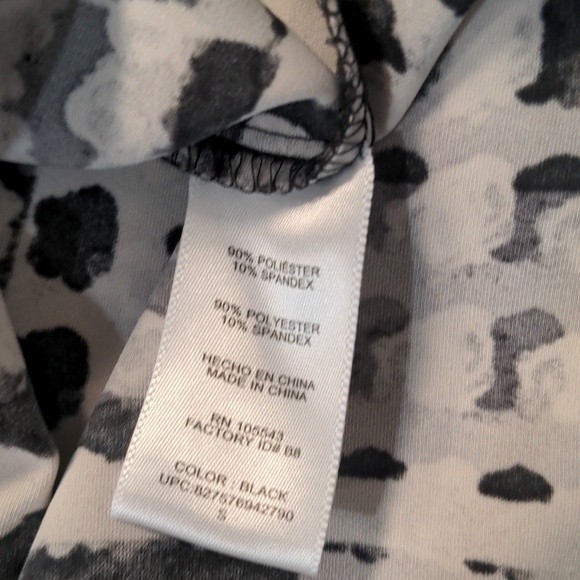 90% POLIÉSTER
10% SPANDEX
90% POLYESTER
10% SPANDEX
HECHO EN CHINA
MADE IN CHINA
RN 105543
FACTORY ID# B8
COLOR : BLACK
UPC:827576942790
S